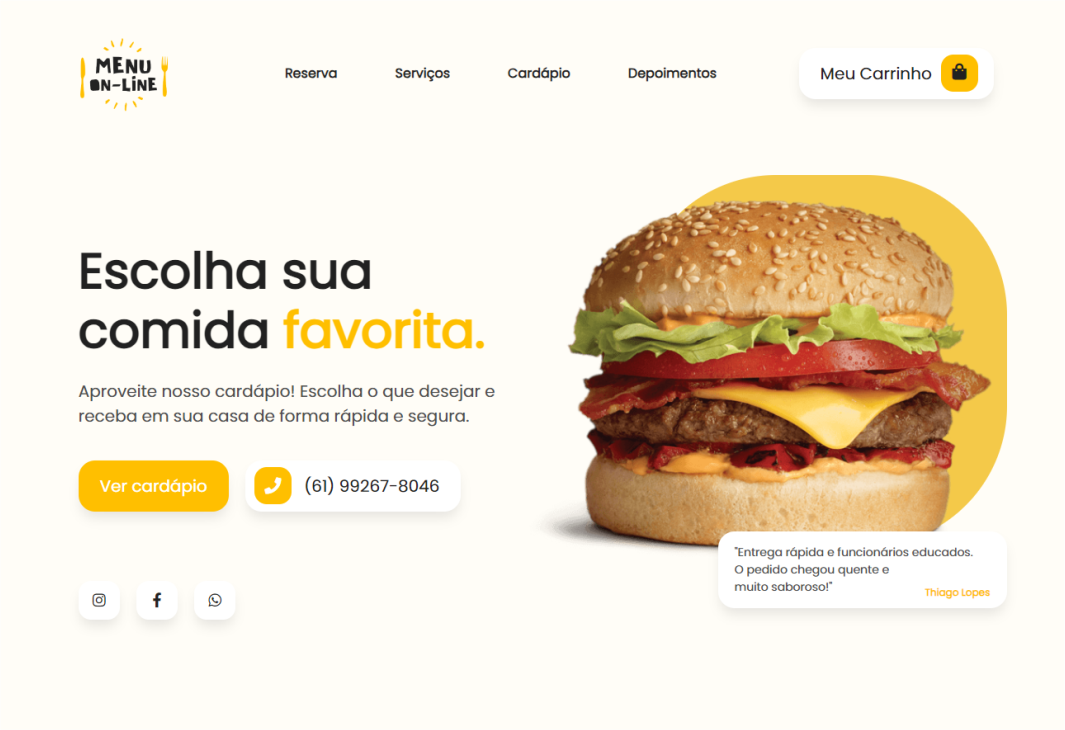 MENU
ON-LINE
Reserva
Serviços
Cardápio
Depoimentos
Meu Carrinho
Escolha sua
comida favorita.
Aproveite nosso cardápio! Escolha o que desejar e
receba em sua casa de forma rápida e segura.
Ver cardápio
(61) 99267-8046
"Entrega rápida e funcionários educados.
O pedido chegou quente e
muito saboroso!"
Thiago Lopes